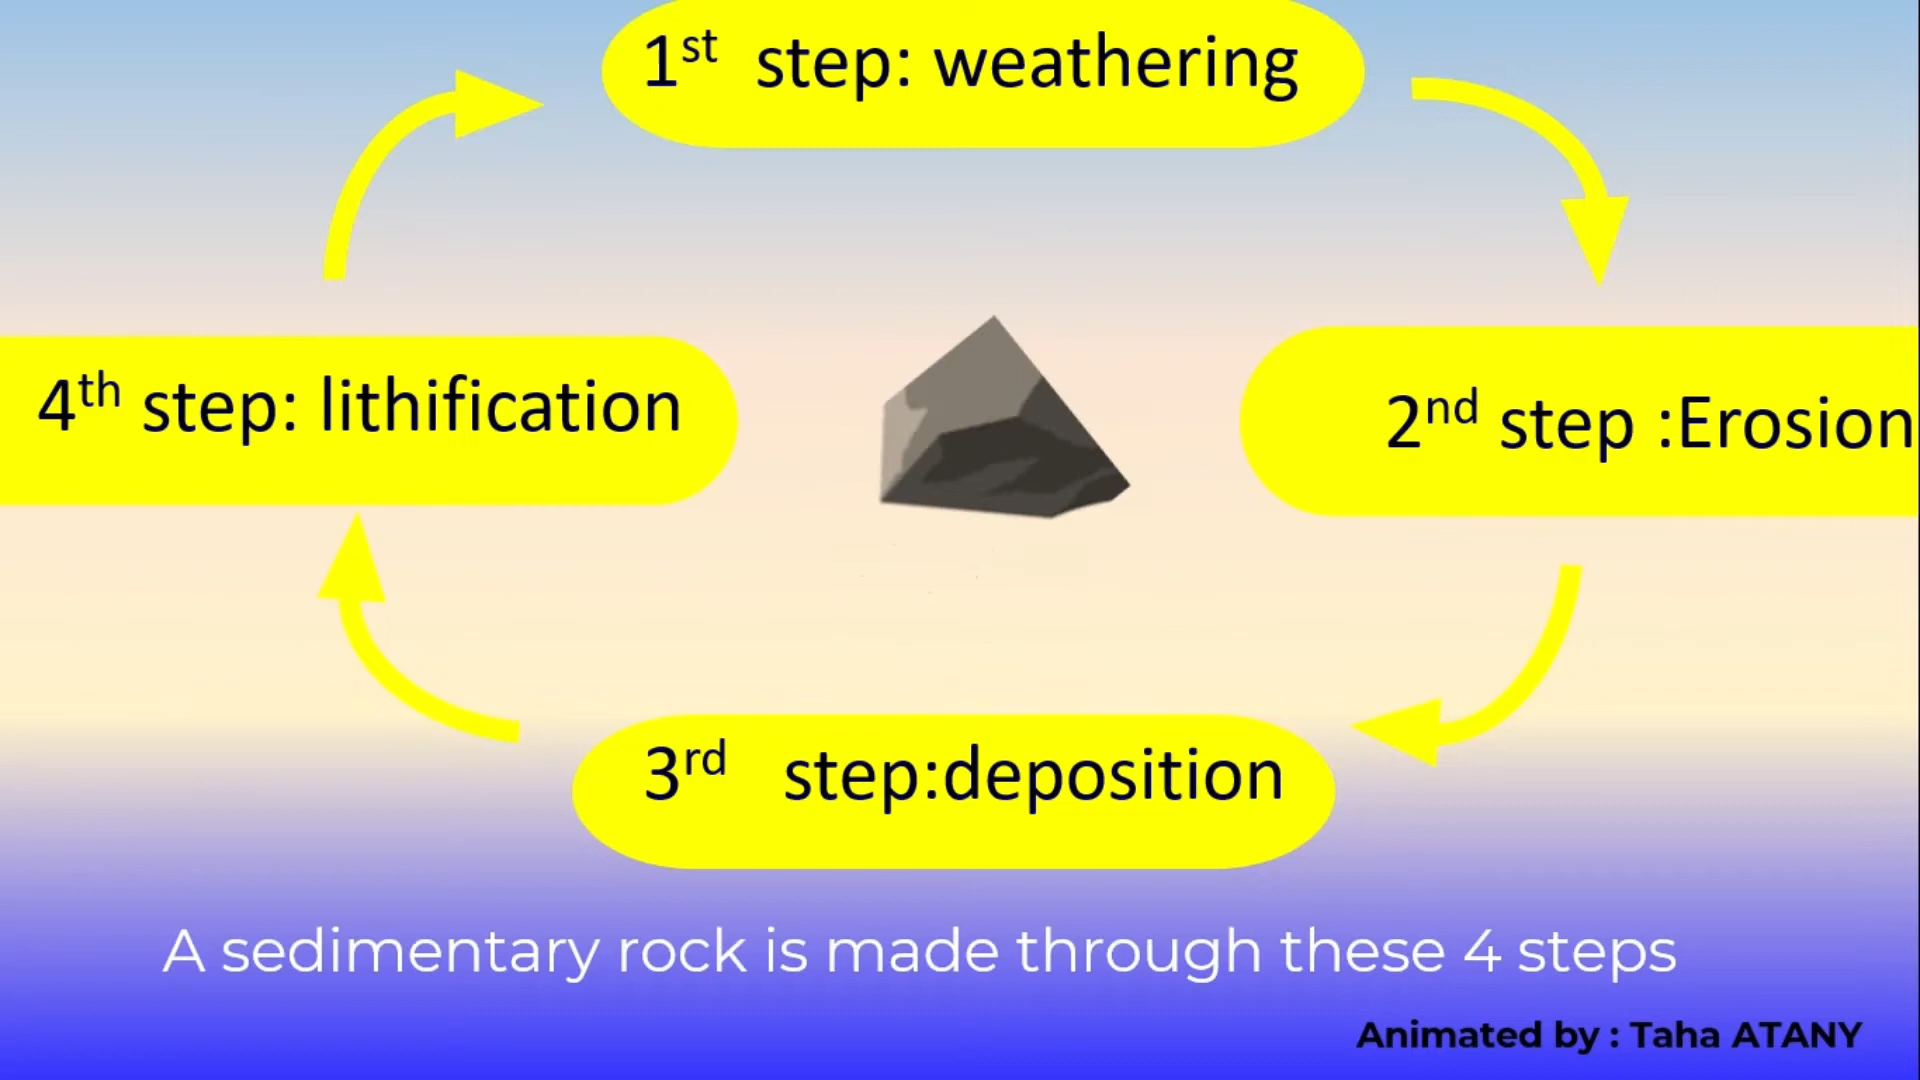 1st step: weathering
4th step: lithification
2nd step :Erosion
3rd step:deposition
A sedimentary rock is made through these 4 steps
Animated by : Taha ATANY